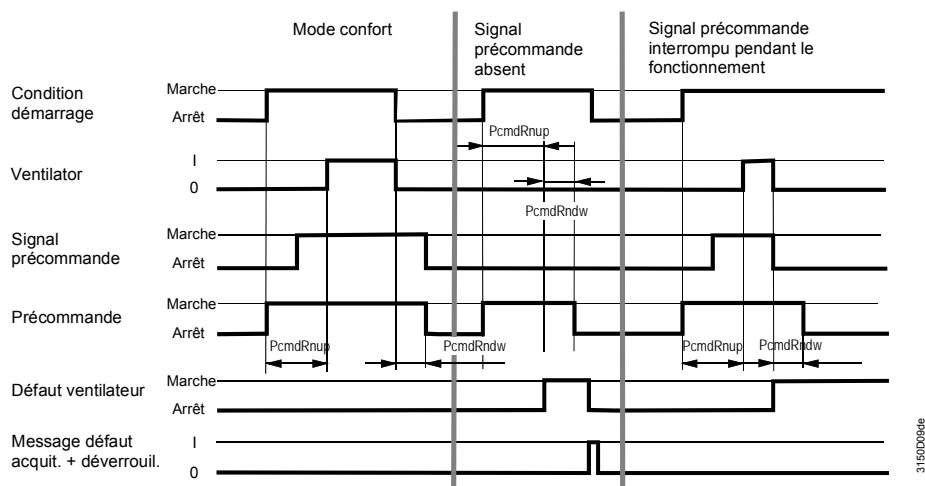 Mode confort
Signal
précommande
absent
Signal précommande
interrompu pendant le
fonctionnement
Condition
démarrage
Marche
Arrêt
PcmdRnup
Ventilator
I
0
PcmdRndw
Signal
précommande
Marche
Arrêt
Précommande
Marche
Arrêt
PcmdRnup
PcmdRndw
PcmdRnup
PcmdRndw
Défaut ventilateur
Marche
Arrêt
Message défaut
acquit. + déverrouil.
I
0
3150D09de